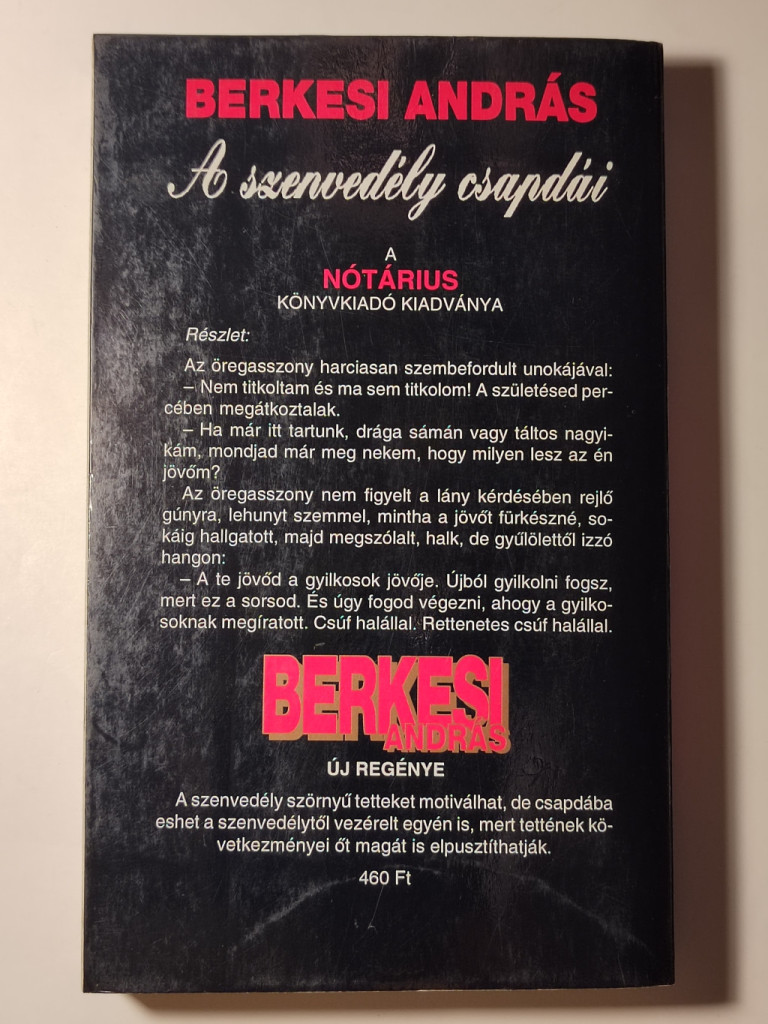 BERKESI ANDRÁS
A szenvedély csapdái
A
NÓTÁRIUS
KÖNYVKIADÓ KIADVÁNYA
Részlet:
Az öregasszony harciasan szembefordult unokájával:
– Nem titkoltam és ma sem titkolom! A születésed per-
cében megátkoztalak.
– Ha már itt tartunk, drága sámán vagy táltos nagyi-
kám, mondjad már meg nekem, hogy milyen lesz az én
jövőm?
Az öregasszony nem figyelt a lány kérdésében rejlő
gúnyra, lehunyt szemmel, mintha a jövőt fürkészné, so-
káig hallgatott, majd megszólalt, halk, de gyűlölettől izzó
hangon:
– A te jövőd a gyilkosok jövője. Újból gyilkolni fogsz,
mert ez a sorsod. És úgy fogod végezni, ahogy a gyilko-
soknak megíratott. Csúf halállal. Rettenetes csúf halállal.
BERKESI
ANDRÁS
ÚJ REGÉNYE
A szenvedély szörnyű tetteket motiválhat, de csapdába
eshet a szenvedélytől vezérelt egyén is, mert tettének kö-
vetkezményei őt magát is elpusztíthatják.
460 Ft